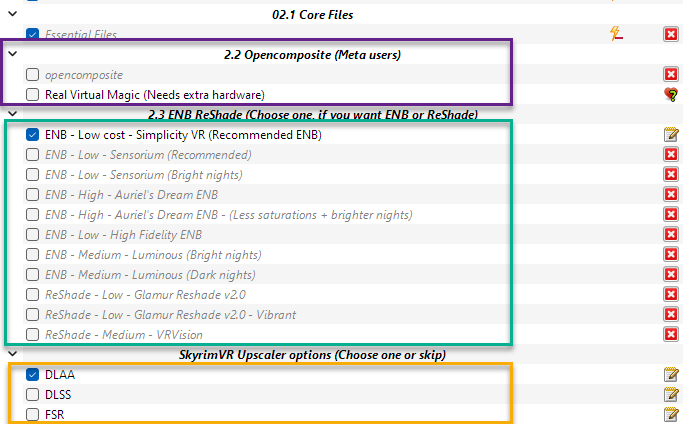 02.1 Core Files
Essential Files
2.2 Opencomposite (Meta users)
opencomposite
Real Virtual Magic (Needs extra hardware)
2.3 ENB ReShade (Choose one, if you want ENB or ReShade)
ENB - Low cost - Simplicity VR (Recommended ENB)
ENB - Low - Sensorium (Recommended)
ENB - Low - Sensorium (Bright nights)
ENB - High - Auriel's Dream ENB
ENB - High - Auriel's Dream ENB - (Less saturations + brighter nights)
ENB - Low - High Fidelity ENB
ENB - Medium - Luminous (Bright nights)
ENB - Medium - Luminous (Dark nights)
ReShade - Low - Glamur Reshade v2.0
ReShade - Low - Glamur Reshade v2.0 - Vibrant
ReShade - Medium - VRVision
SkyrimVR Upscaler options (Choose one or skip)
DLAA
DLSS
FSR